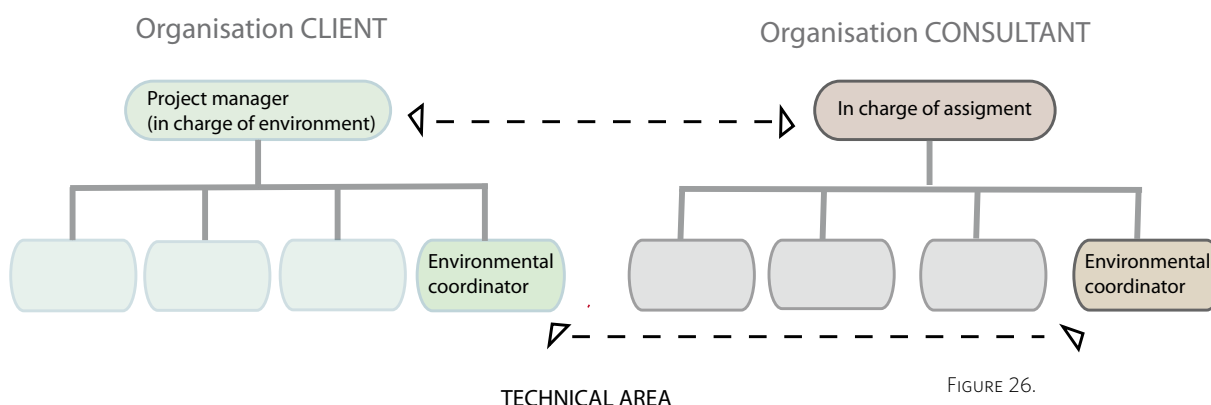 Organisation CLIENT
Organisation CONSULTANT
Project manager
(in charge of environment)
In charge of assigment
Environmental
coordinator
Environmental
coordinator
TECHNICAL AREA
FIGURE 26.